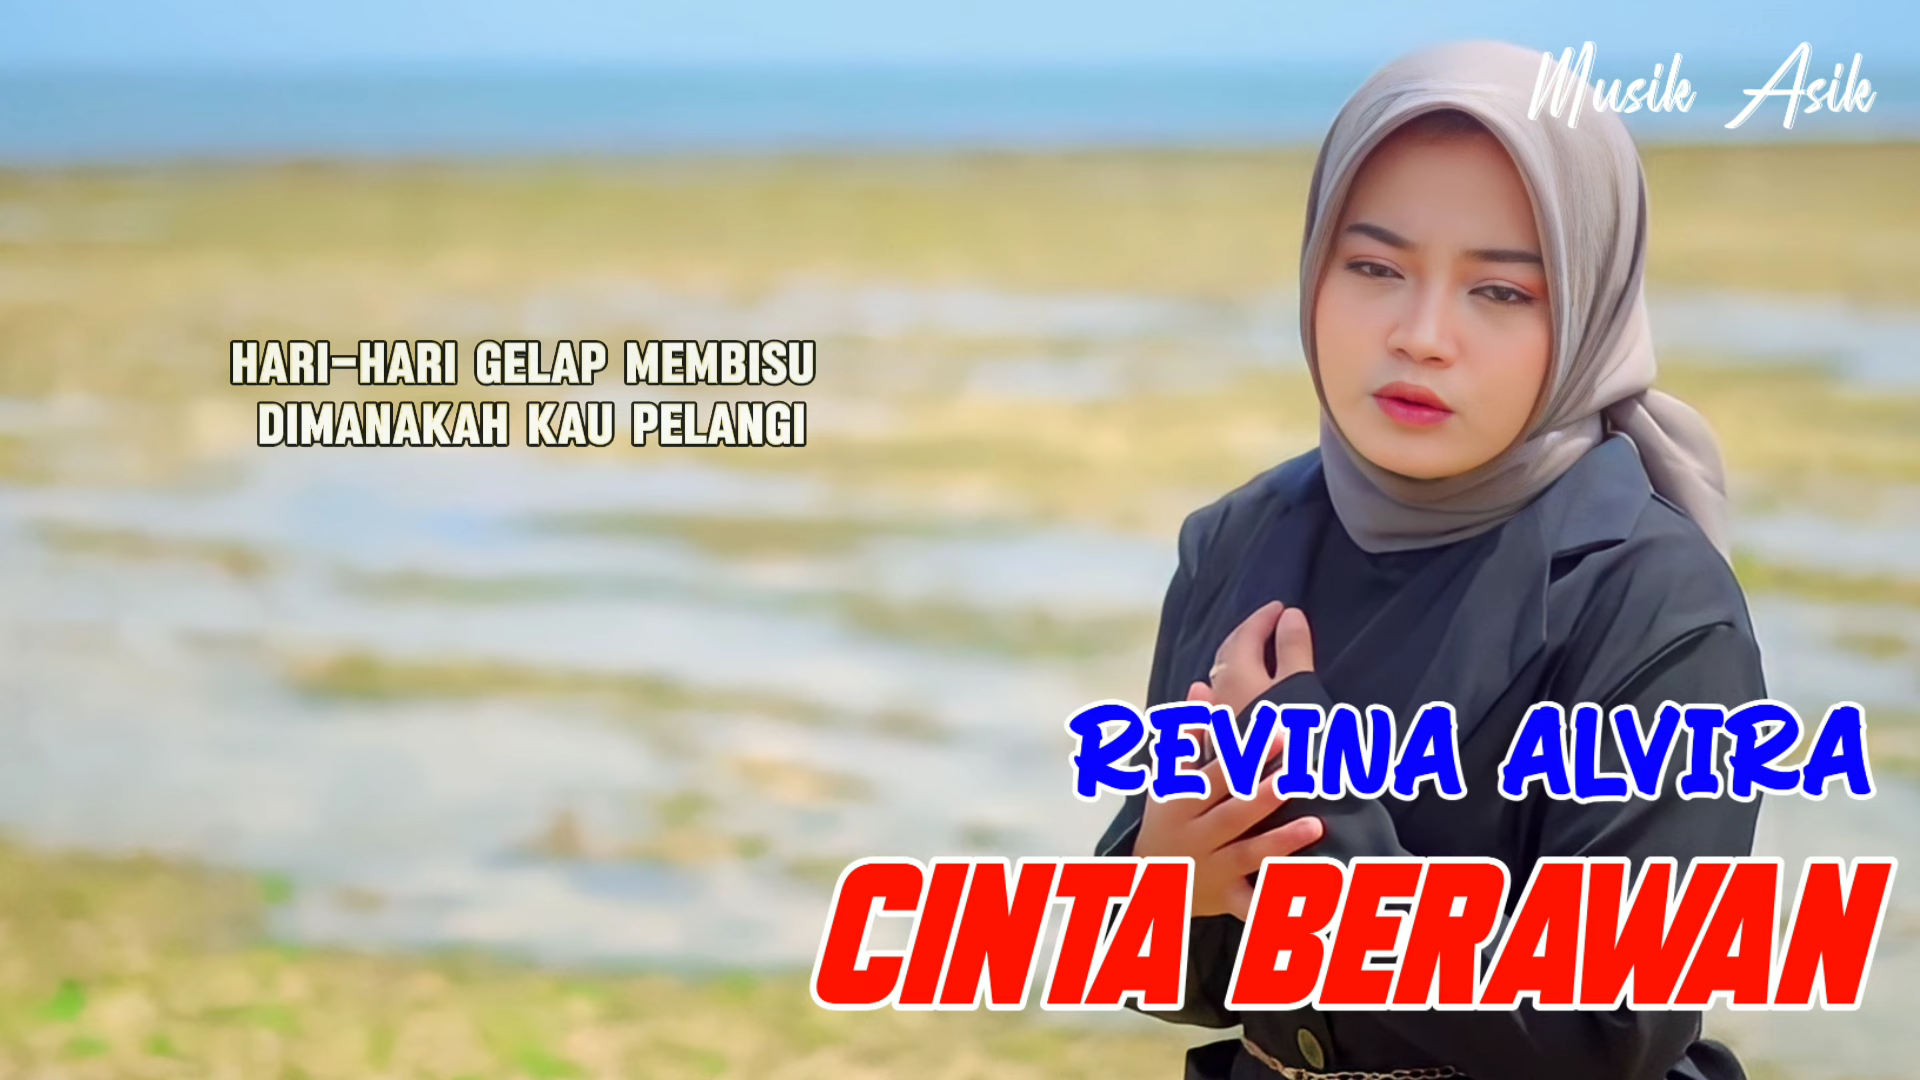 Musik Asik
HARI-HARI GELAP MEMBISU
DIMANAKAH KAU PELANGI
REVINA ALVIRA
CINTA BERAWAN